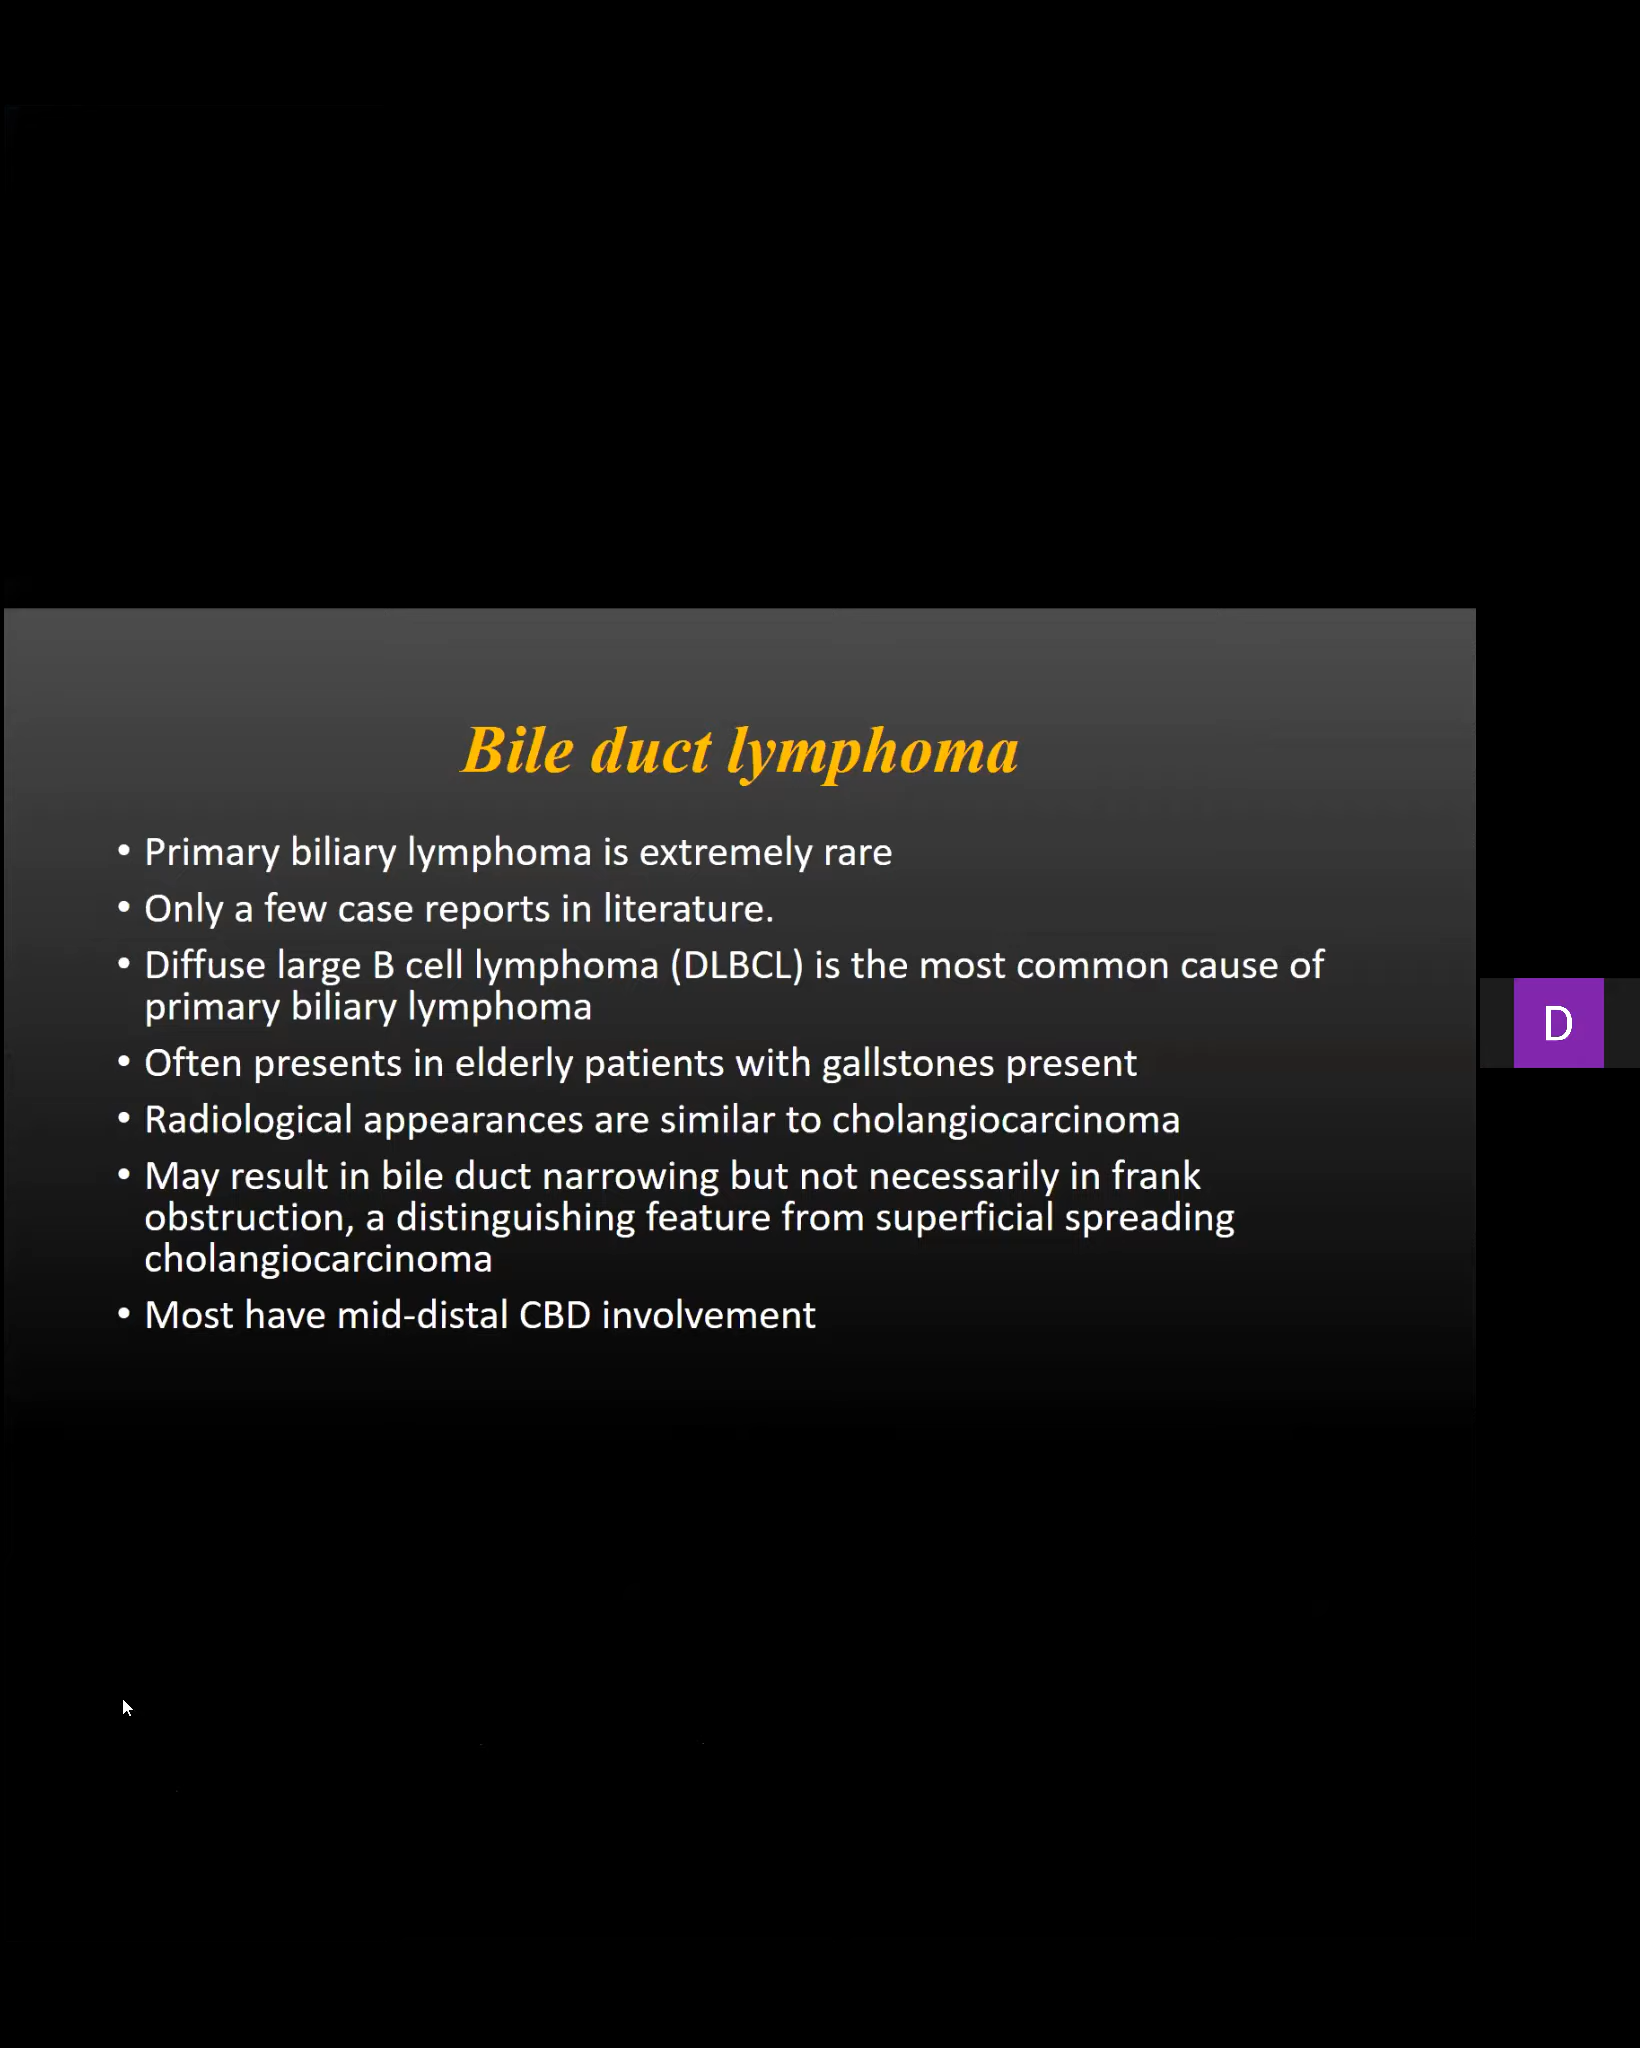 Bile duct lymphoma
• Primary biliary lymphoma is extremely rare
• Only a few case reports in literature.
• Diffuse large B cell lymphoma (DLBCL) is the most common cause of
primary biliary lymphoma
• Often presents in elderly patients with gallstones present
• Radiological appearances are similar to cholangiocarcinoma
• May result in bile duct narrowing but not necessarily in frank
obstruction, a distinguishing feature from superficial spreading
cholangiocarcinoma
• Most have mid-distal CBD involvement
D